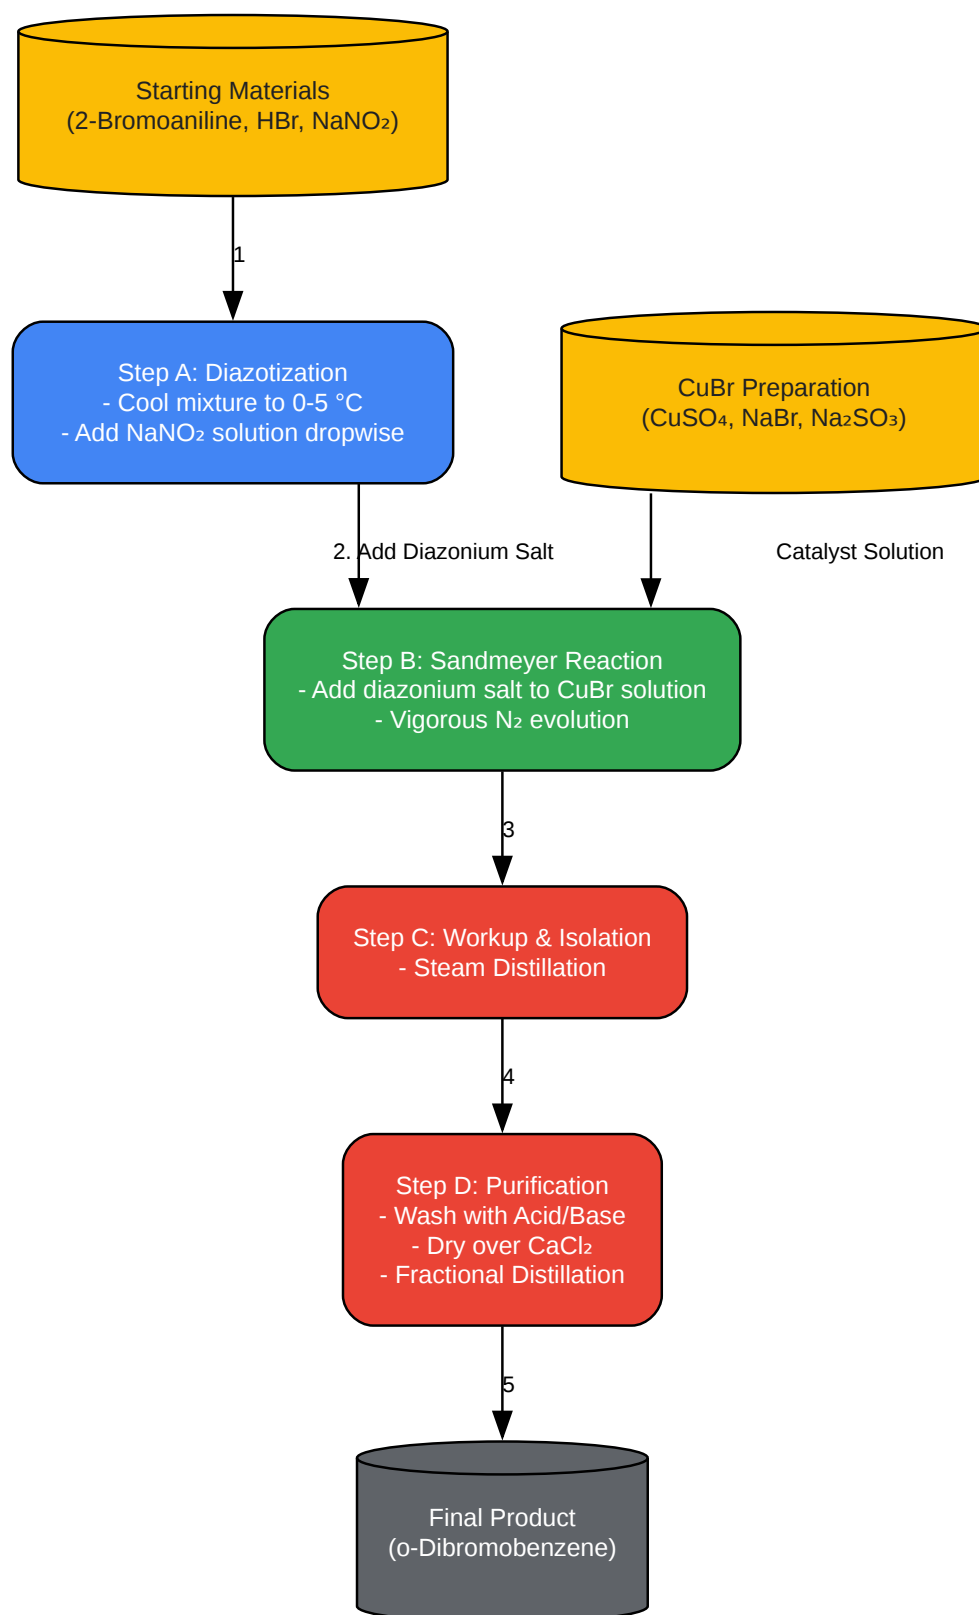 Starting Materials
(2-Bromoaniline, HBr, NaNO₂)
1
Step A: Diazotization
- Cool mixture to 0-5 °C
- Add NaNO₂ solution dropwise
CuBr Preparation
(CuSO₄, NaBr, Na₂SO₃)
2. Add Diazonium Salt
Catalyst Solution
Step B: Sandmeyer Reaction
- Add diazonium salt to CuBr solution
- Vigorous N₂ evolution
3
Step C: Workup & Isolation
- Steam Distillation
4
Step D: Purification
- Wash with Acid/Base
- Dry over CaCl₂
- Fractional Distillation
5
Final Product
(o-Dibromobenzene)